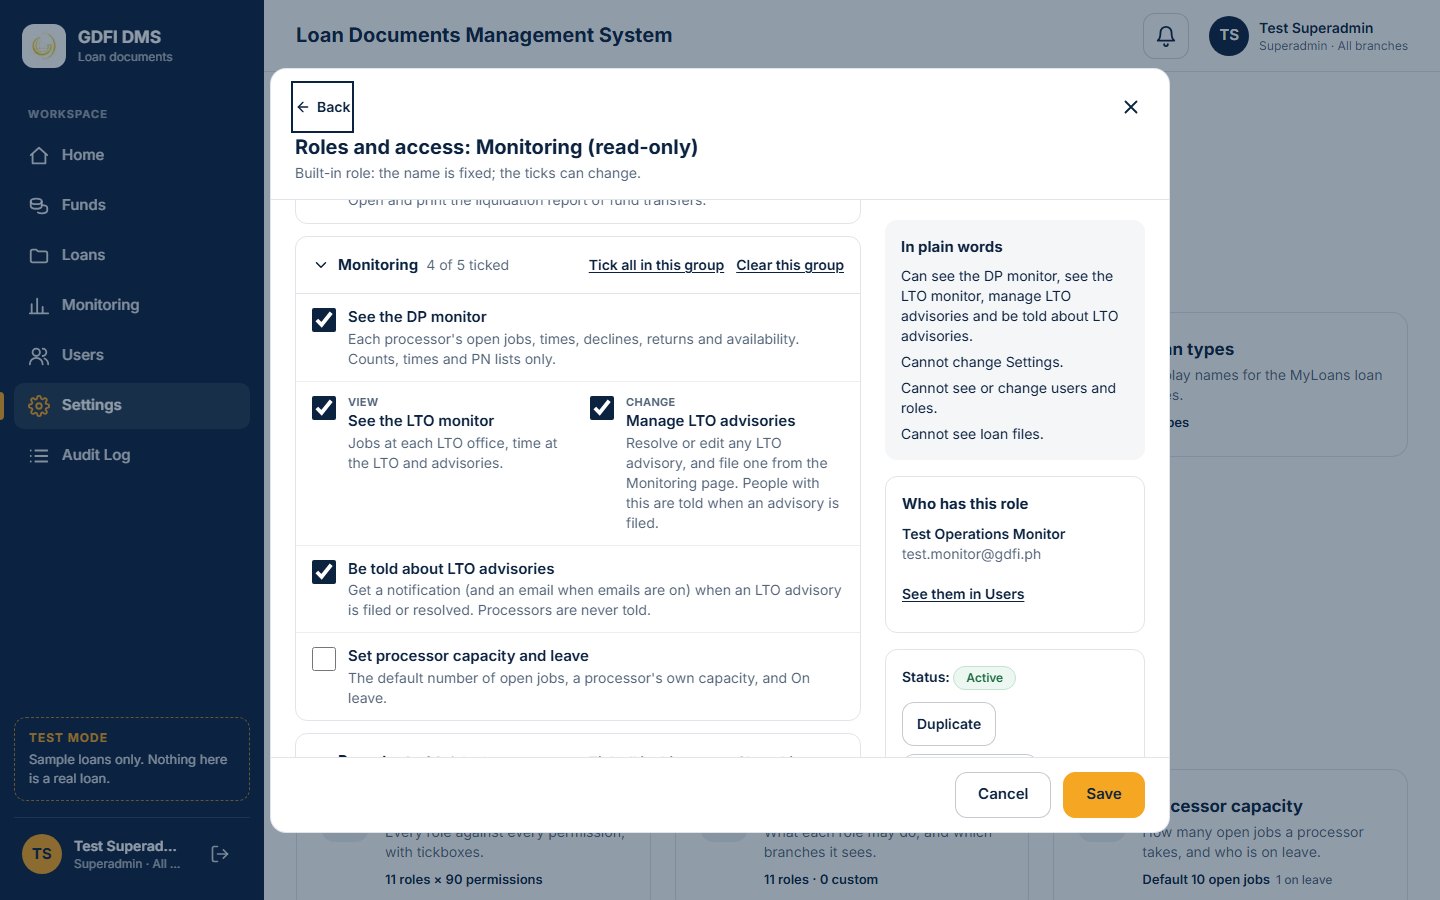 GDFI DMS
Loan documents
WORKSPACE
Home
Funds
Loans
Monitoring
Users
Settings
Audit Log
TEST MODE
Sample loans only. Nothing here
is a real loan.
TS
Test Superad...
Superadmin · All ...
Loan Documents Management System
TS
Test Superadmin
Superadmin · All branches
← Back
Roles and access: Monitoring (read-only)
Built-in role: the name is fixed; the ticks can change.
Open and print the liquidation report of fund transfers.
Monitoring 4 of 5 ticked
Tick all in this group Clear this group
See the DP monitor
Each processor's open jobs, times, declines, returns and availability.
Counts, times and PN lists only.
VIEW
See the LTO monitor
Jobs at each LTO office, time at
the LTO and advisories.
CHANGE
Manage LTO advisories
Resolve or edit any LTO
advisory, and file one from the
Monitoring page. People with
this are told when an advisory is
filed.
Be told about LTO advisories
Get a notification (and an email when emails are on) when an LTO advisory
is filed or resolved. Processors are never told.
Set processor capacity and leave
The default number of open jobs, a processor's own capacity, and On
leave.
In plain words
Can see the DP monitor, see the
LTO monitor, manage LTO
advisories and be told about LTO
advisories.
Cannot change Settings.
Cannot see or change users and
roles.
Cannot see loan files.
Who has this role
Test Operations Monitor
test.monitor@gdfi.ph
See them in Users
Status: Active
Duplicate
Cancel
Save
n types
lay names for the MyLoans loan
s.
pes
Every role against every permission,
with tickboxes.
11 roles × 90 permissions
What each role may do, and which
branches it sees.
11 roles · 0 custom
cessor capacity
How many open jobs a processor
takes, and who is on leave.
Default 10 open jobs 1 on leave